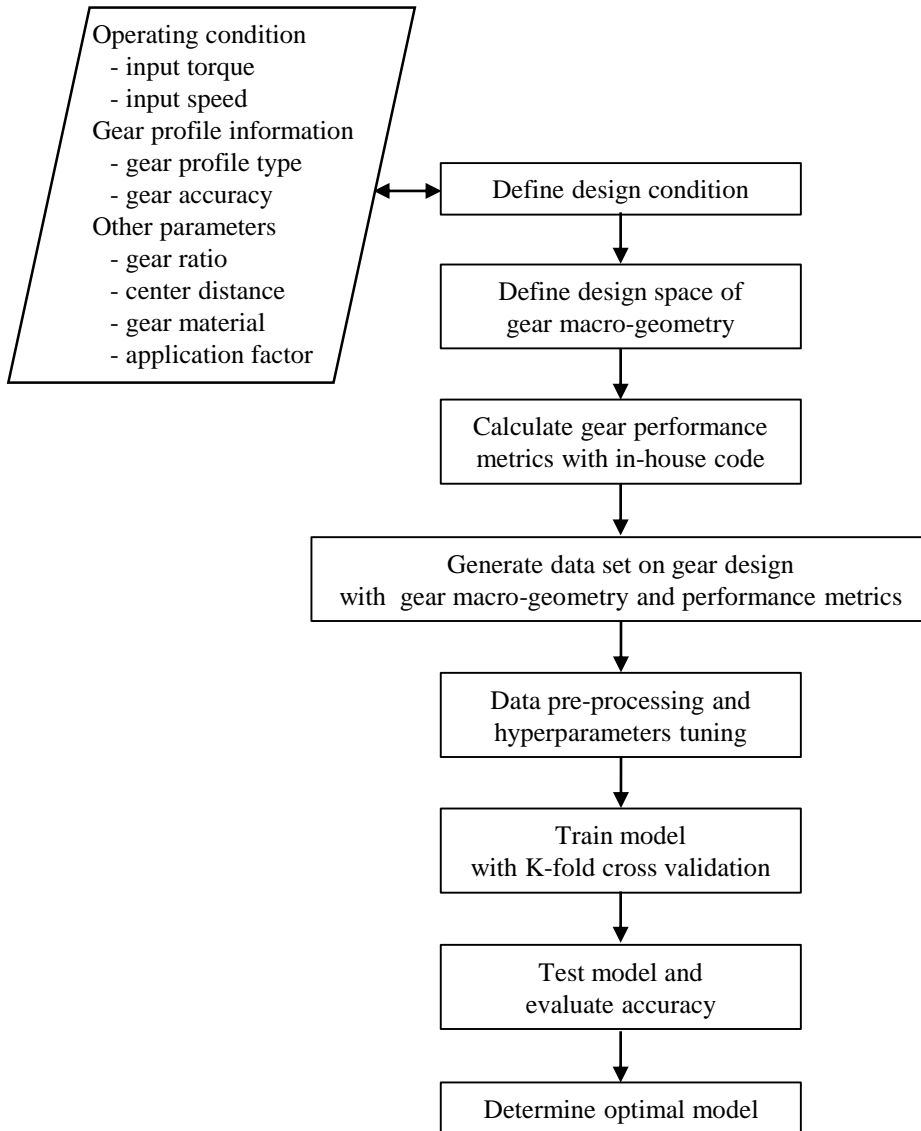 Operating condition
- input torque
- input speed
Gear profile information
- gear profile type
- gear accuracy
Other parameters
- gear ratio
- center distance
- gear material
- application factor
Define design condition
Define design space of
gear macro-geometry
Calculate gear performance
metrics with in-house code
Generate data set on gear design
with  gear macro-geometry and performance metrics
Data pre-processing and
hyperparameters tuning
Train model
with K-fold cross validation
Test model and
evaluate accuracy
Determine optimal model